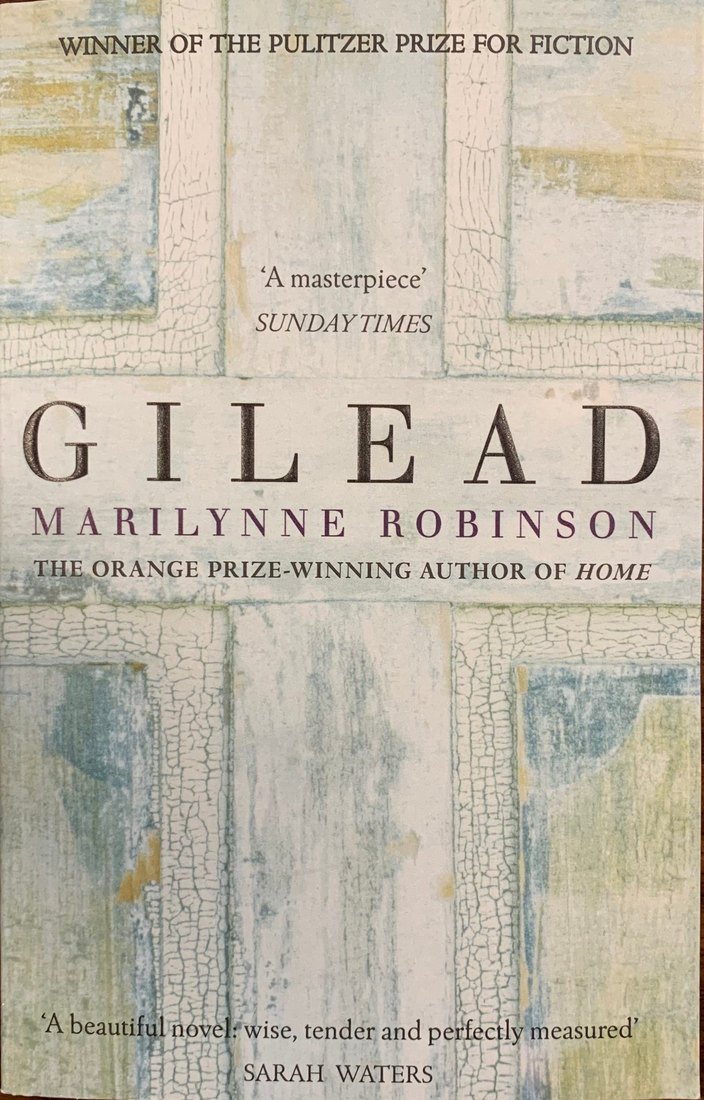 WINNER OF THE PULITZER PRIZE FOR FICTION
‘A masterpiece’
SUNDAY TIMES
GILEAD
MARILYNNE ROBINSON
THE ORANGE PRIZE-WINNING AUTHOR OF HOME
‘A beautiful novel: wise, tender and perfectly measured’
SARAH WATERS